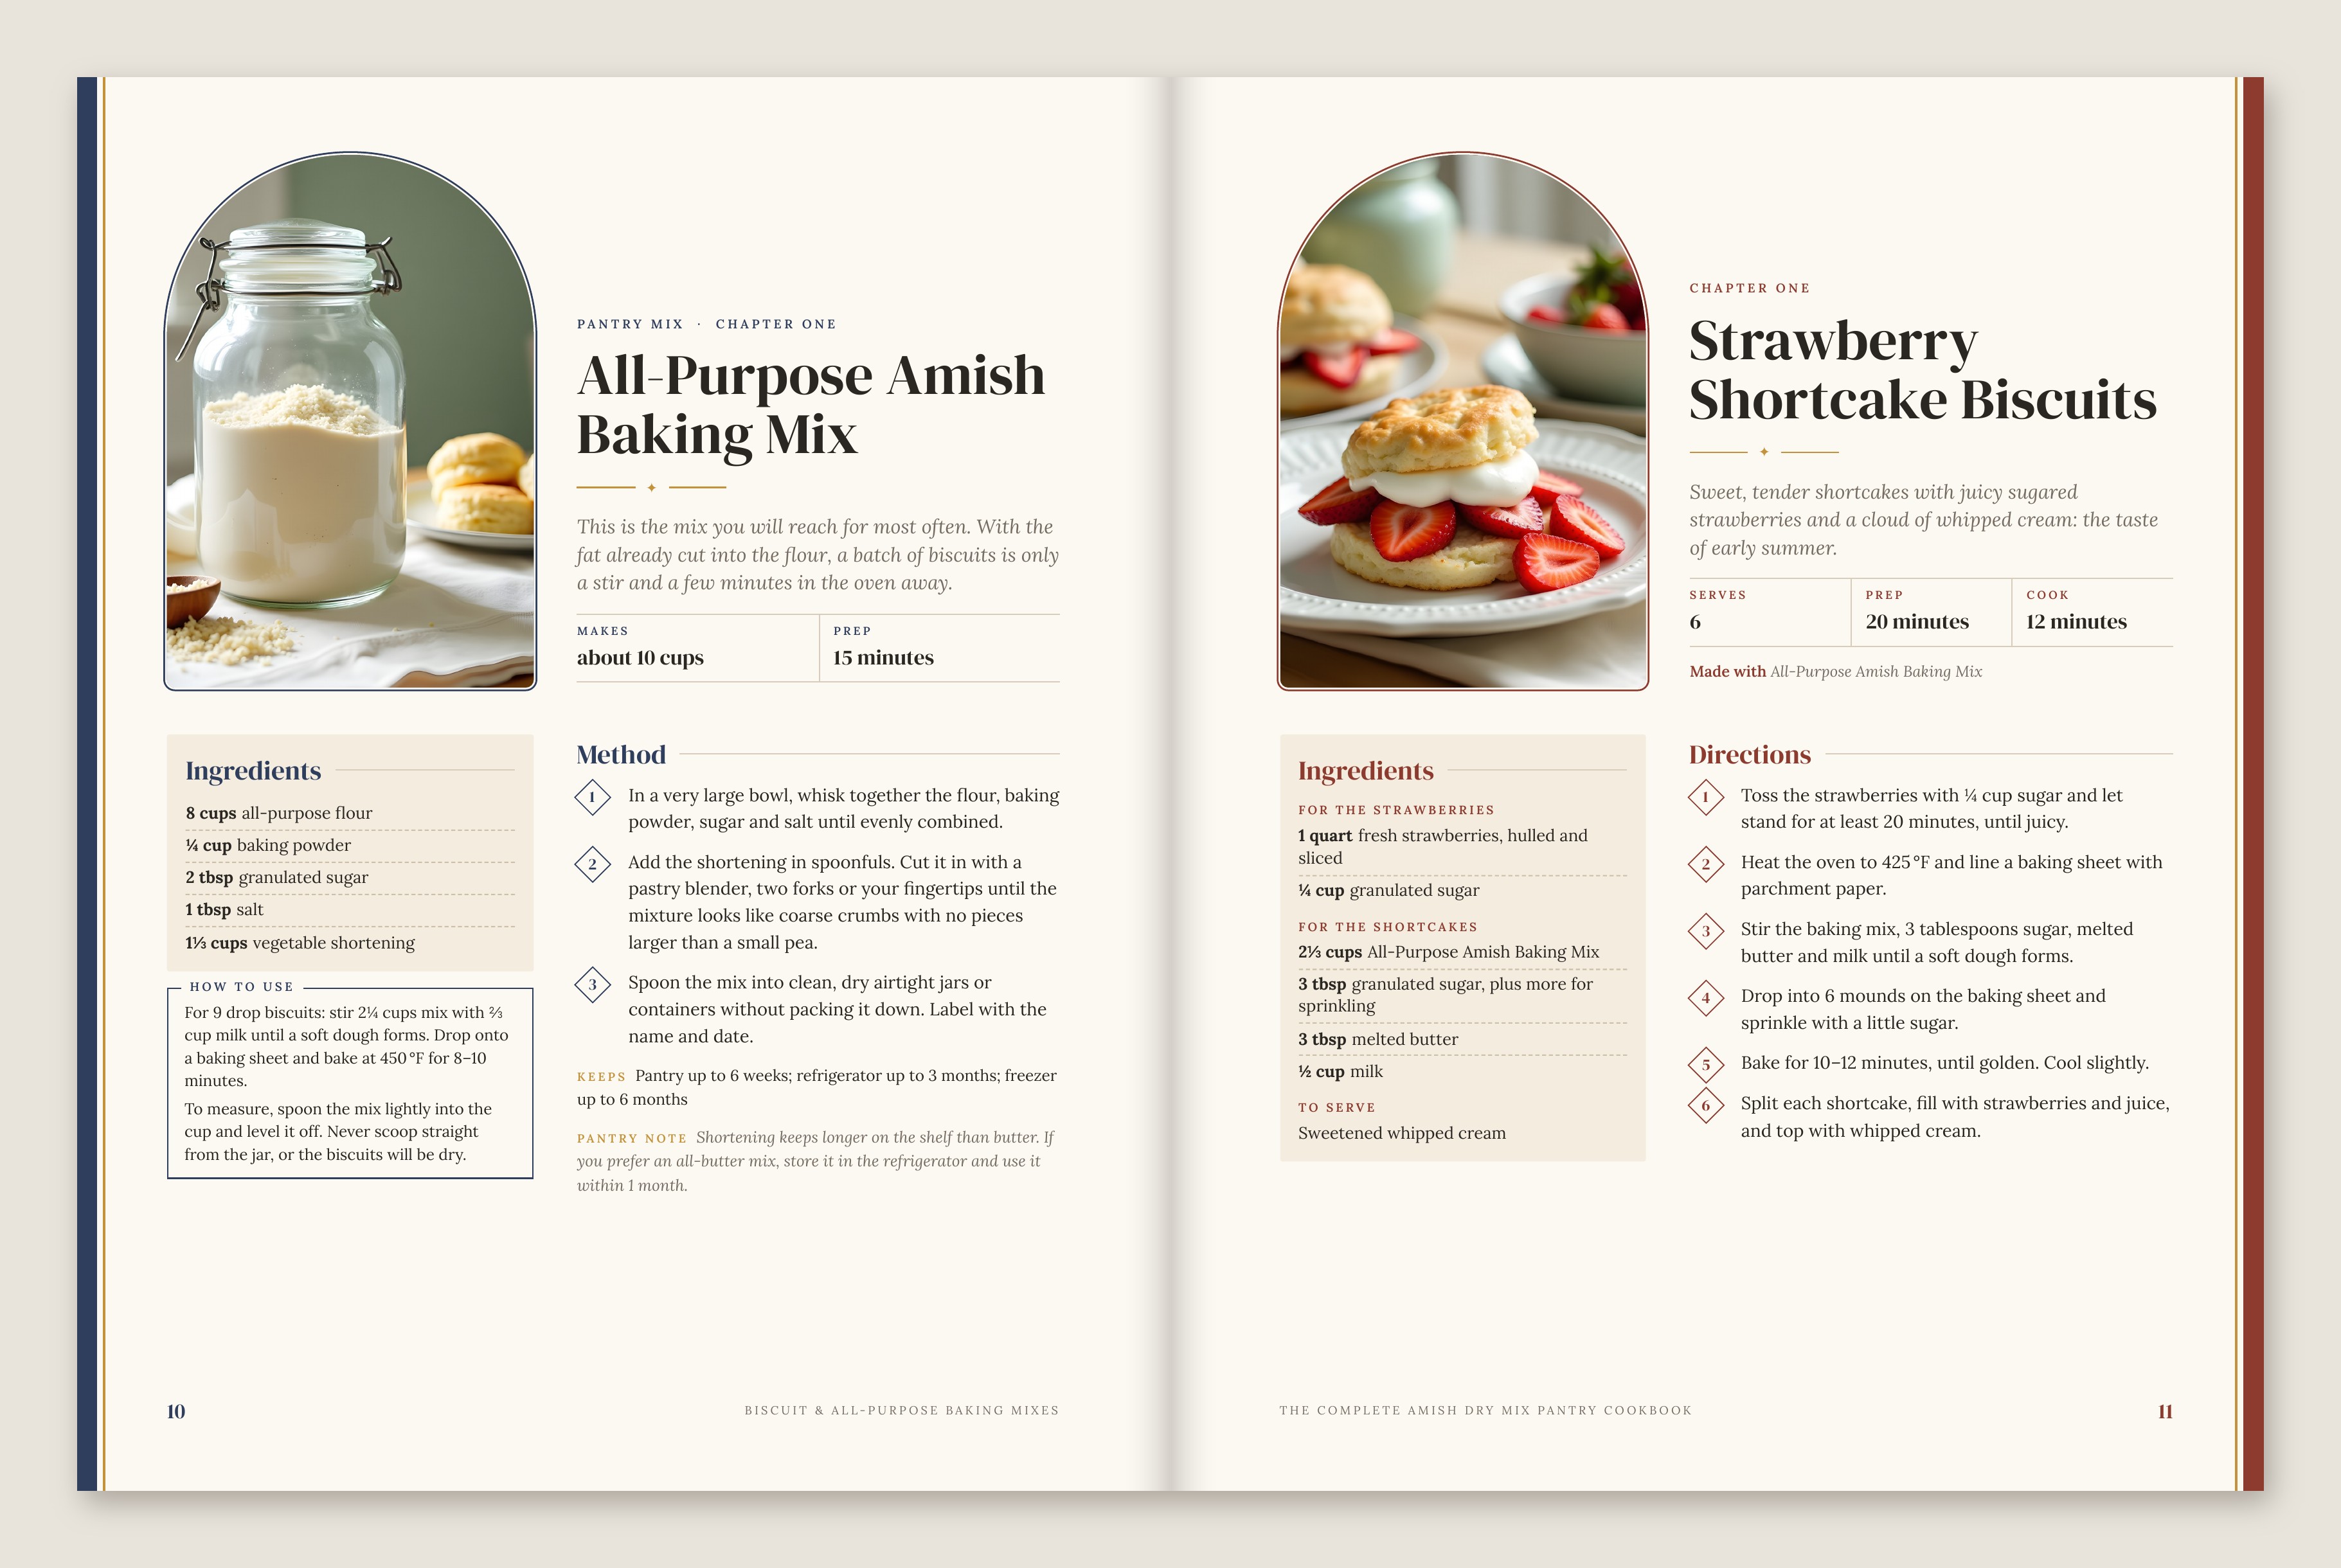 PANTRY MIX · CHAPTER ONE
All-Purpose Amish
Baking Mix
This is the mix you will reach for most often. With the
fat already cut into the flour, a batch of biscuits is only
a stir and a few minutes in the oven away.
MAKES
about 10 cups
PREP
15 minutes
Ingredients
8 cups all-purpose flour
¼ cup baking powder
2 tbsp granulated sugar
1 tbsp salt
1⅓ cups vegetable shortening
HOW TO USE
For 9 drop biscuits: stir 2¼ cups mix with ⅔
cup milk until a soft dough forms. Drop onto
a baking sheet and bake at 450 °F for 8–10
minutes.
To measure, spoon the mix lightly into the
cup and level it off. Never scoop straight
from the jar, or the biscuits will be dry.
Method
1 In a very large bowl, whisk together the flour, baking
powder, sugar and salt until evenly combined.
2 Add the shortening in spoonfuls. Cut it in with a
pastry blender, two forks or your fingertips until the
mixture looks like coarse crumbs with no pieces
larger than a small pea.
3 Spoon the mix into clean, dry airtight jars or
containers without packing it down. Label with the
name and date.
KEEPS Pantry up to 6 weeks; refrigerator up to 3 months; freezer
up to 6 months
PANTRY NOTE Shortening keeps longer on the shelf than butter. If
you prefer an all-butter mix, store it in the refrigerator and use it
within 1 month.
10
BISCUIT & ALL-PURPOSE BAKING MIXES
CHAPTER ONE
Strawberry
Shortcake Biscuits
Sweet, tender shortcakes with juicy sugared
strawberries and a cloud of whipped cream: the taste
of early summer.
SERVES
6
PREP
20 minutes
COOK
12 minutes
Made with All-Purpose Amish Baking Mix
Ingredients
FOR THE STRAWBERRIES
1 quart fresh strawberries, hulled and
sliced
¼ cup granulated sugar
FOR THE SHORTCAKES
2⅓ cups All-Purpose Amish Baking Mix
3 tbsp granulated sugar, plus more for
sprinkling
3 tbsp melted butter
½ cup milk
TO SERVE
Sweetened whipped cream
Directions
1 Toss the strawberries with ¼ cup sugar and let
stand for at least 20 minutes, until juicy.
2 Heat the oven to 425 °F and line a baking sheet with
parchment paper.
3 Stir the baking mix, 3 tablespoons sugar, melted
butter and milk until a soft dough forms.
4 Drop into 6 mounds on the baking sheet and
sprinkle with a little sugar.
5 Bake for 10–12 minutes, until golden. Cool slightly.
6 Split each shortcake, fill with strawberries and juice,
and top with whipped cream.
THE COMPLETE AMISH DRY MIX PANTRY COOKBOOK
11